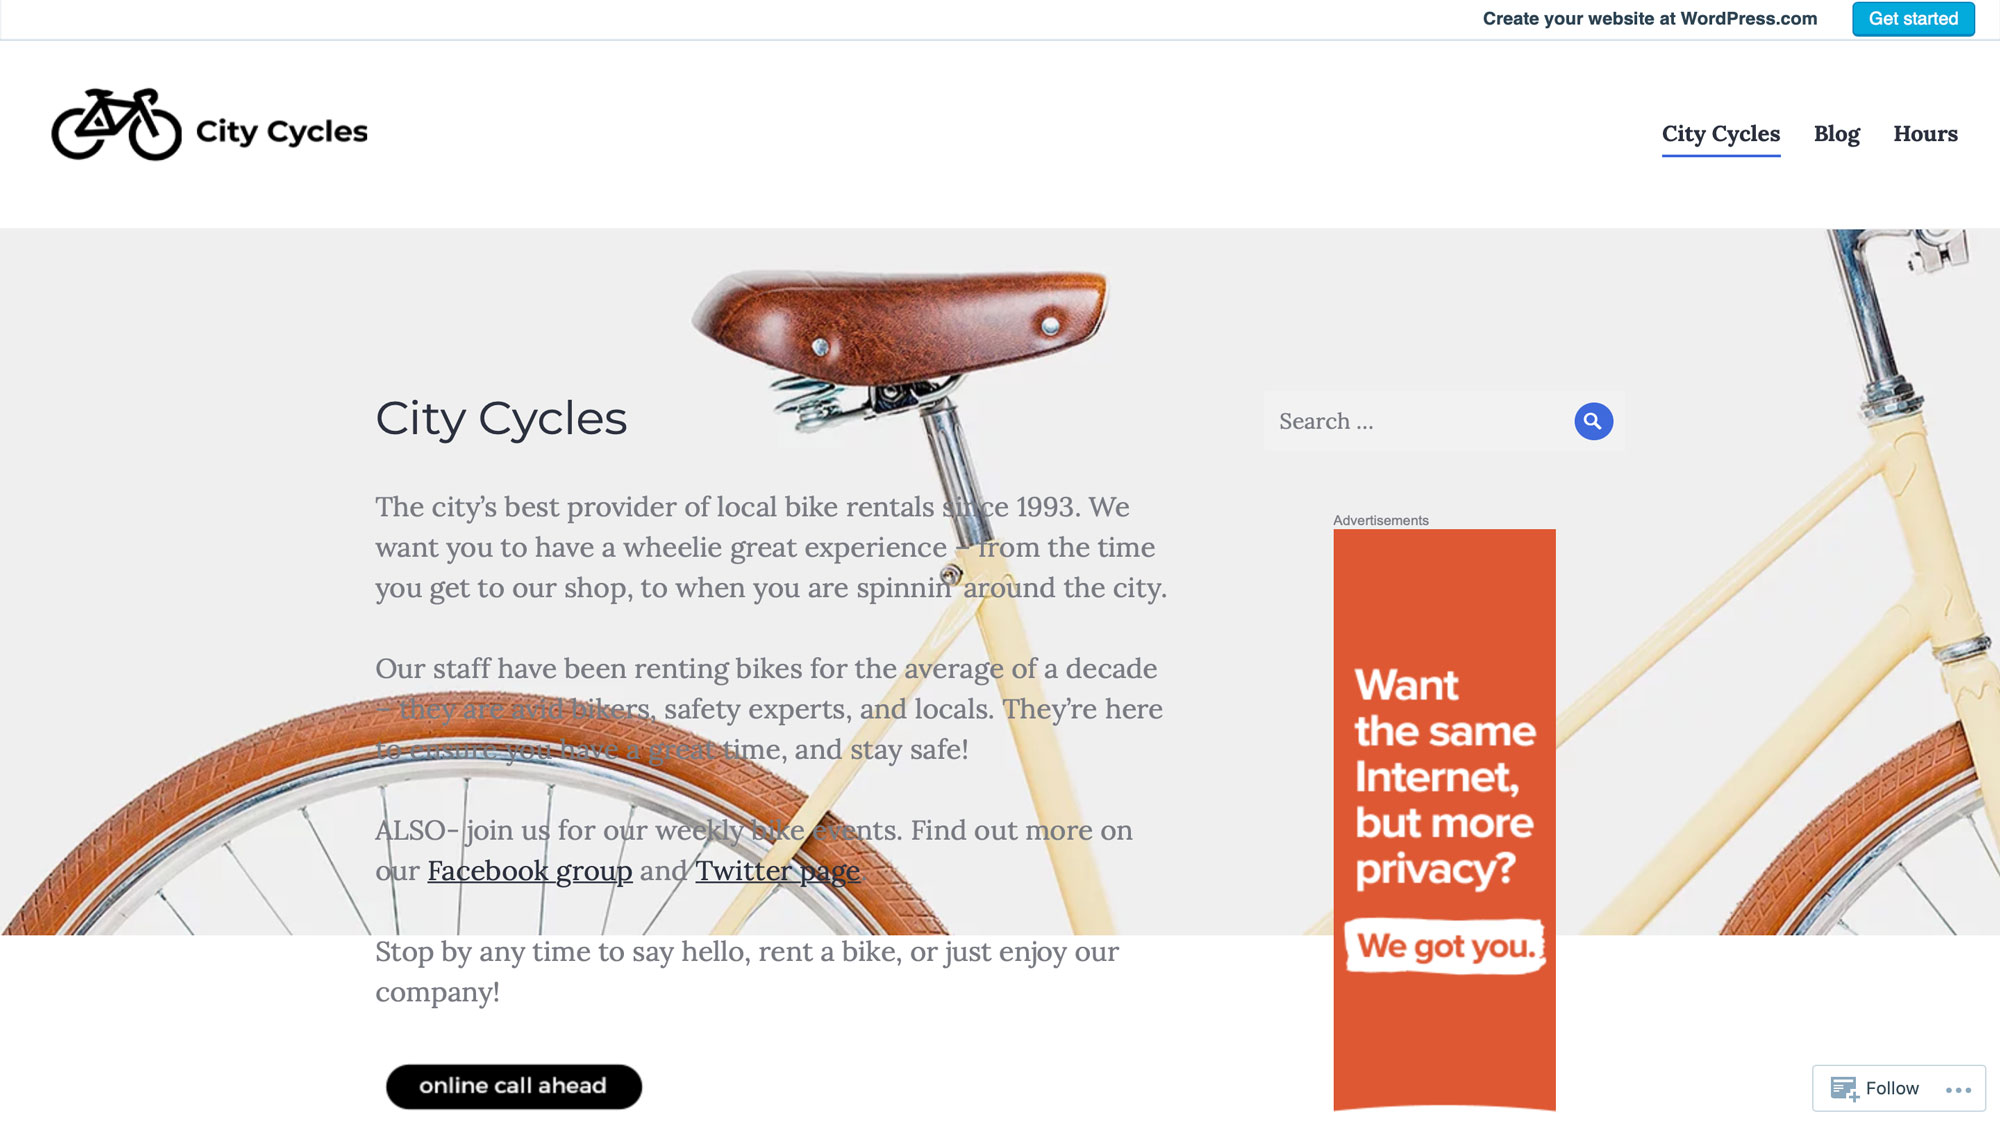 Create your website at WordPress.com
Get started
City Cycles
City Cycles
Blog
Hours
City Cycles
Search ...
The city’s best provider of local bike rentals since 1993. We
want you to have a wheelie great experience – from the time
you get to our shop, to when you are spinnin’ around the city.
Our staff have been renting bikes for the average of a decade
– they are avid bikers, safety experts, and locals. They’re here
to ensure you have a great time, and stay safe!
ALSO- join us for our weekly bike events. Find out more on
our Facebook group and Twitter page
Stop by any time to say hello, rent a bike, or just enjoy our
company!
online call ahead
Advertisements
Want
the same
Internet,
but more
privacy?
We got you.
Follow